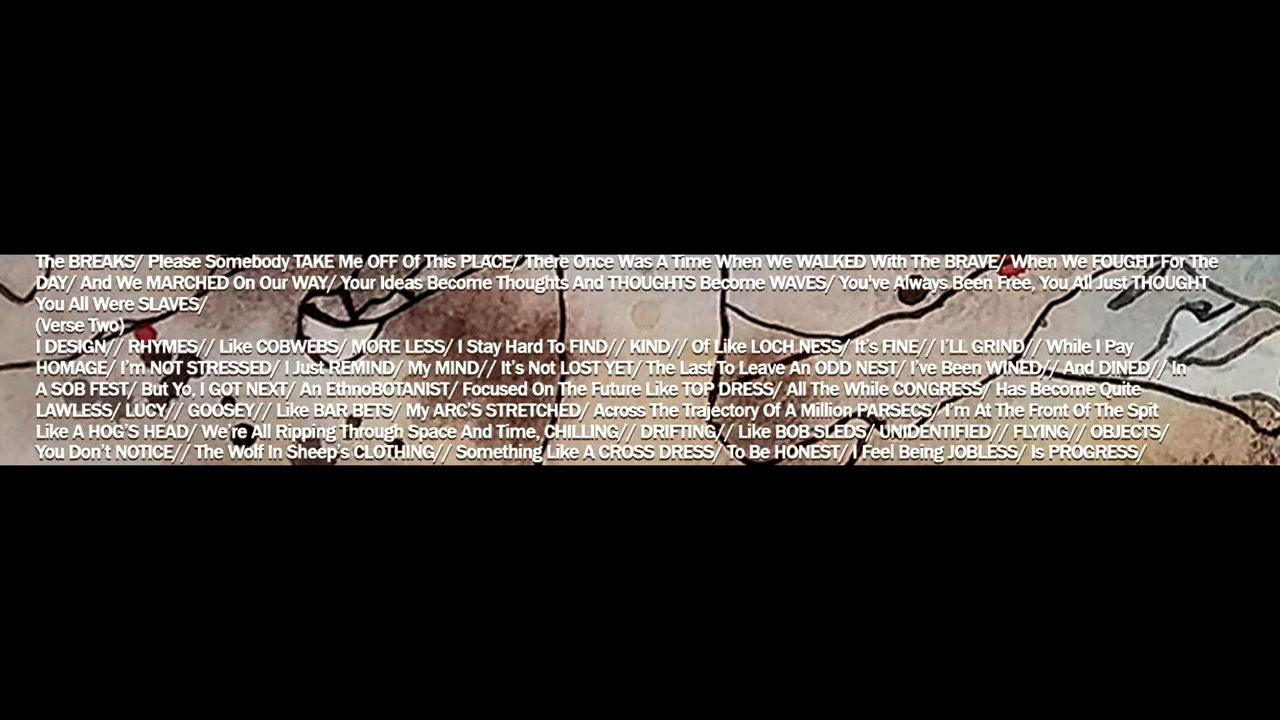 The BREAKS/ Please Somebody TAKE Me OFF Of This PLACE/ There Once Was A Time When We WALKED With The BRAVE/ When We FOUGHT For The
DAY/ And We MARCHED On Our WAY/ Your Ideas Become Thoughts And THOUGHTS Become WAVES/ You've Always Been Free, You All Just THOUGHT
You All Were SLAVES/
(Verse Two)
I DESIGN// RHYMES// Like COBWEBS/ MORE LESS/ I Stay Hard To FIND// KIND// Of Like LOCH NESS/ It's FINE// I'LL GRIND// While I Pay
HOMAGE/ I'm NOT STRESSED/ I Just REMIND/ My MIND// It's Not LOST YET/ The Last To Leave An ODD NEST/ I've Been WINED// And DINED// In
A SOB FEST/ But Yo, I GOT NEXT/ An EthnoBOTANIST/ Focused On The Future Like TOP DRESS/ All The While CONGRESS/ Has Become Quite
LAWLESS/ LUCY// GOOSEY// Like BAR BETS/ My ARC'S STRETCHED/ Across The Trajectory Of A Million PARSECS/ I'm At The Front Of The Spit
Like A HOG'S HEAD/ We're All Ripping Through Space And Time, CHILLING// DRIFTING// Like BOB SLEDS/ UNIDENTIFIED// FLYING// OBJECTS/
You Don't NOTICE// The Wolf In Sheep's CLOTHING// Something Like A CROSS DRESS/ To Be HONEST/ I Feel Being JOBLESS/ Is PROGRESS/